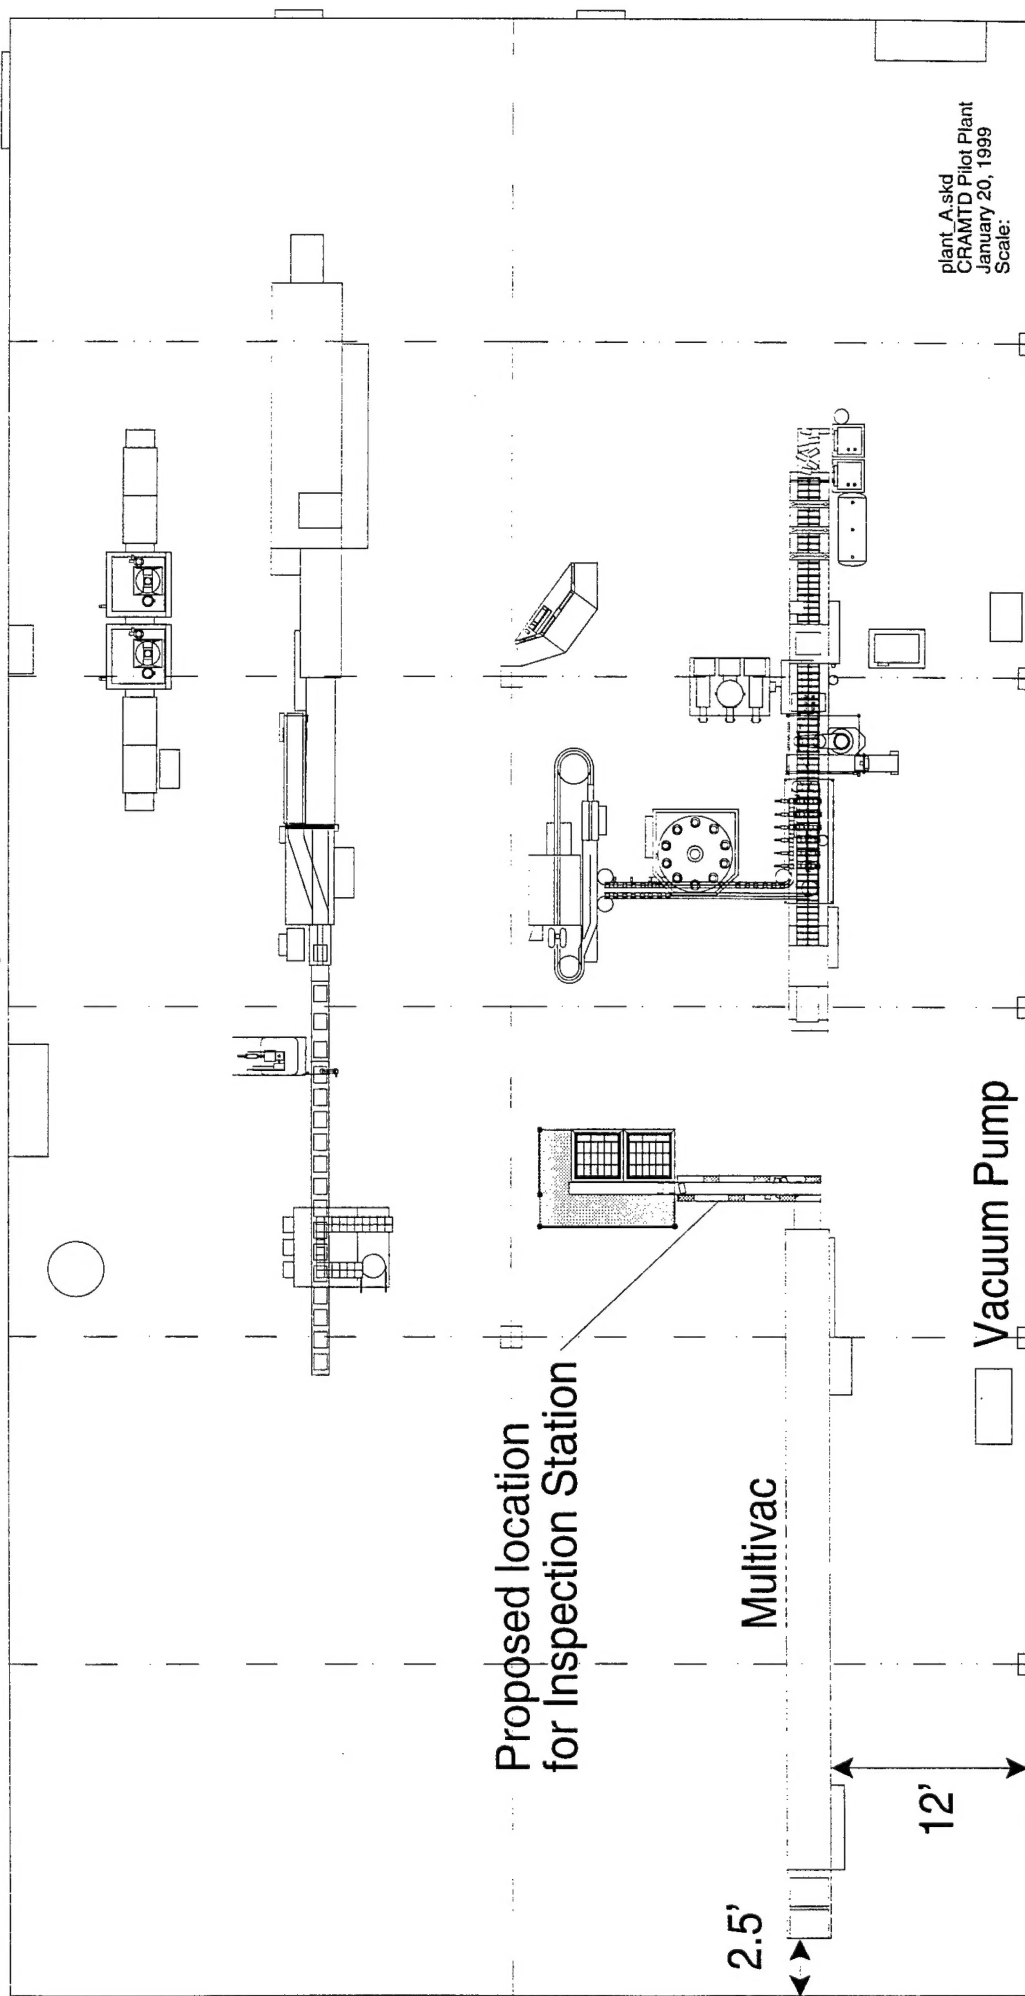 plant_A.skd
CRAMTD Pilot Plant
January 20, 1999
Scale:
Proposed location
for Inspection Station
Multivac
Vacuum Pump
2.5’
12’